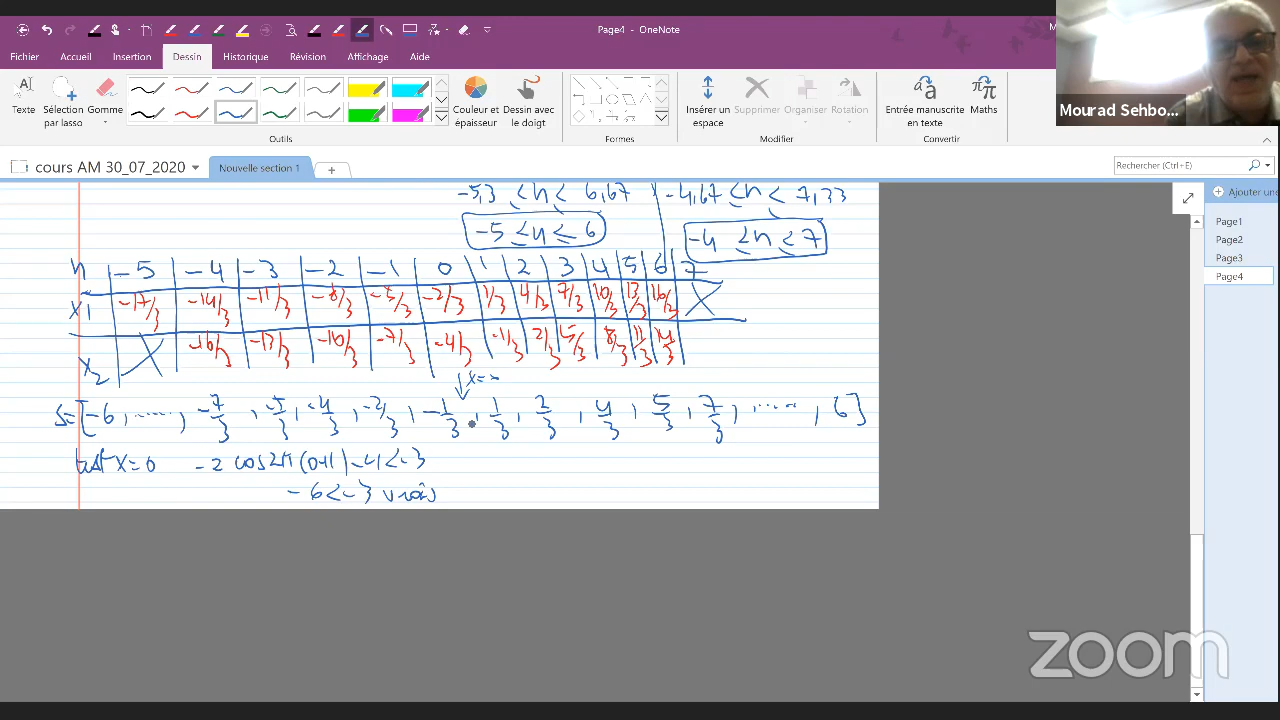 Page4 - OneNote
Fichier Accueil Insertion Dessin Historique Révision Affichage Aide
Texte Sélection par lasso Gomme Couleur et épaisseur Dessin avec le doigt Insérer un espace Supprimer Organiser Rotation Entrée manuscrite en texte Maths
Outils Formes Modifier Convertir
Mourad Sehbo...
cours AM 30_07_2020 Nouvelle section 1 + Rechercher (Ctrl+E)
Ajouter une
Page1
Page2
Page3
Page4
-5,3 ≤ n ≤ 6,67 -4,67 ≤ n ≤ 7,33
-5 ≤ n ≤ 6 -4 ≤ n ≤ 7
n -5 -4 -3 -2 -1 0 1 2 3 4 5 6 7
x1 -17/3 -14/3 -11/3 -8/3 -5/3 -2/3 1/3 4/3 7/3 10/3 13/3 16/3 X
x2 X -16/3 -13/3 -10/3 -7/3 -4/3 -1/3 2/3 5/3 8/3 11/3 14/3
S=[-6, ......, -7/3, -5/3, -4/3, -2/3, -1/3, 1/3, 2/3, 4/3, 5/3, 7/3, ......, 6]
test x=0 -2 cos 2π(0+1) -4 < -3
-6 < -3 vrais
zoom